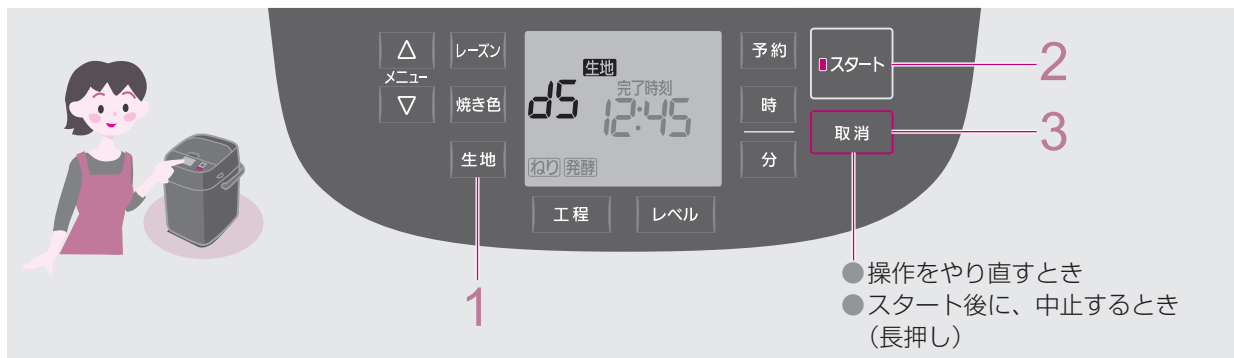 △
メニュー
▽
レーズン
焼き色
生地
生地
d5
完了時刻
12:45
ねり 発酵
工程
レベル
予約
時
分
スタート
取消
1
2
3
●操作をやり直すとき
●スタート後に、中止するとき
(長押し)